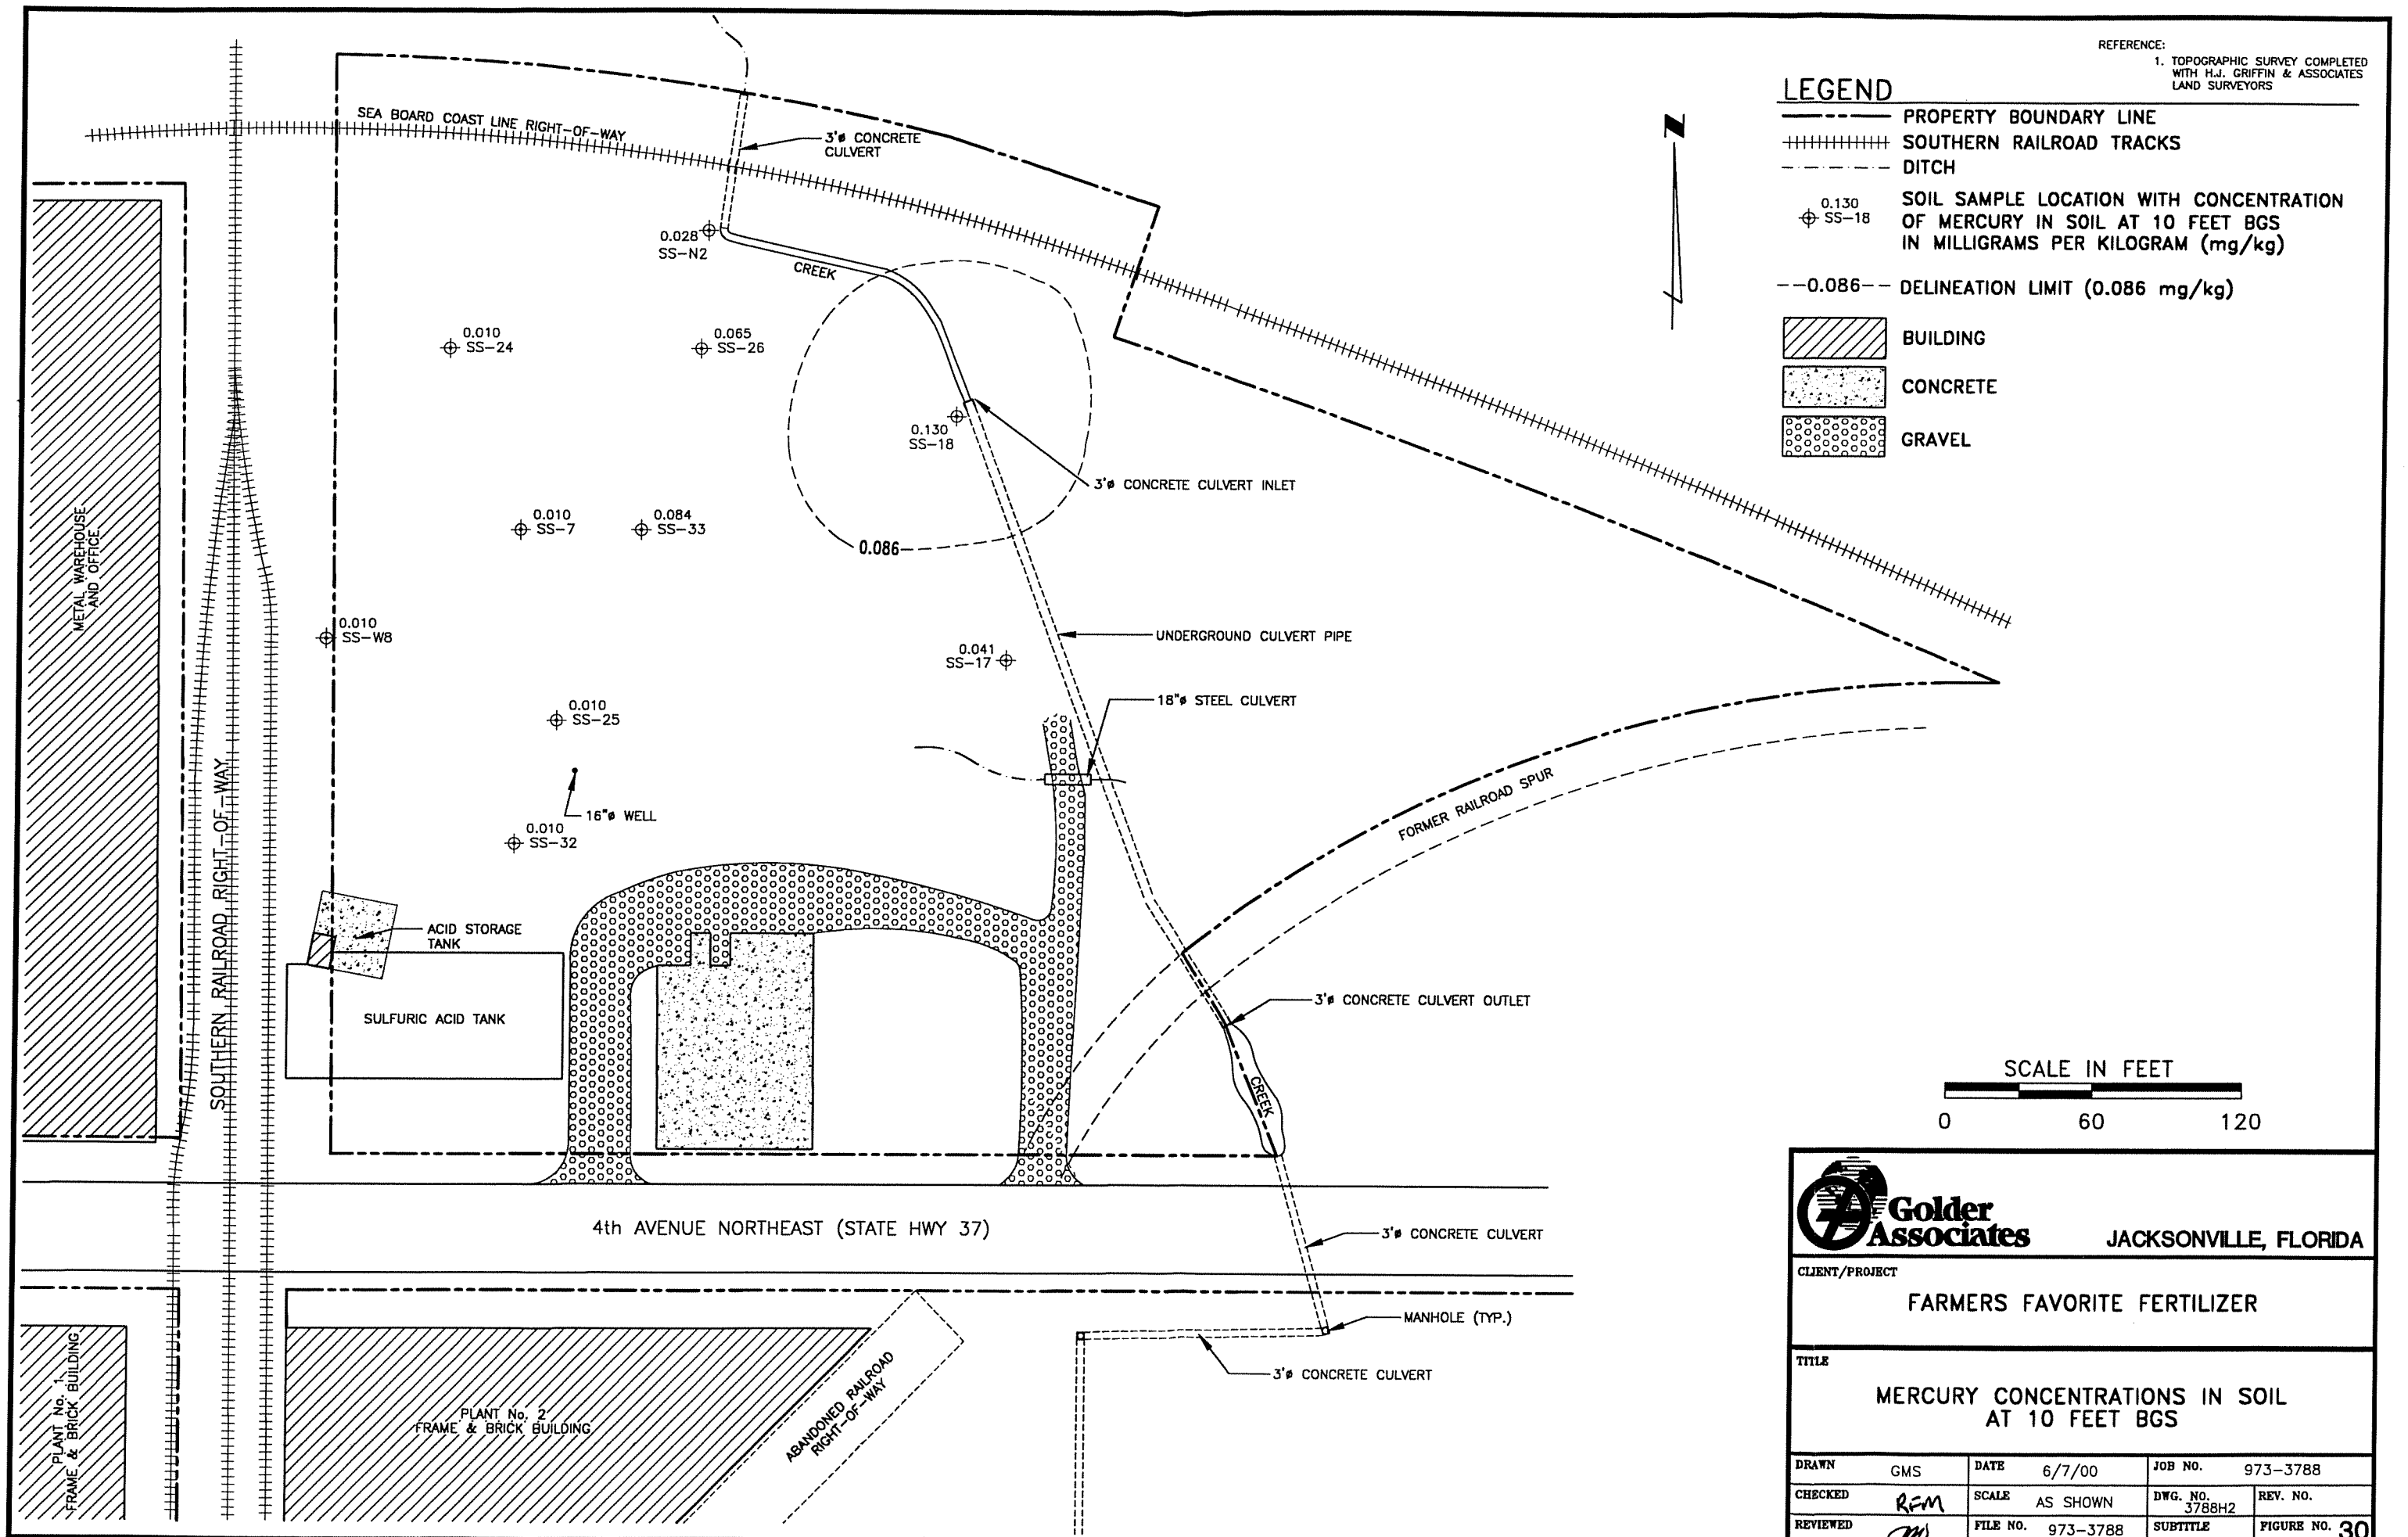 REFERENCE:
1. TOPOGRAPHIC SURVEY COMPLETED
WITH H.J. GRIFFIN & ASSOCIATES
LAND SURVEYORS
LEGEND
PROPERTY BOUNDARY LINE
SOUTHERN RAILROAD TRACKS
DITCH
0.130
SS-18
SOIL SAMPLE LOCATION WITH CONCENTRATION
OF MERCURY IN SOIL AT 10 FEET BGS
IN MILLIGRAMS PER KILOGRAM (mg/kg)
--0.086-- DELINEATION LIMIT (0.086 mg/kg)
BUILDING
CONCRETE
GRAVEL
N
SEA BOARD COAST LINE RIGHT-OF-WAY
3'ø CONCRETE
CULVERT
0.028
SS-N2
CREEK
0.010
SS-24
0.065
SS-26
0.130
SS-18
3'ø CONCRETE CULVERT INLET
0.010
SS-7
0.084
SS-33
0.086
METAL WAREHOUSE
AND OFFICE
0.010
SS-W8
UNDERGROUND CULVERT PIPE
0.041
SS-17
18"ø STEEL CULVERT
0.010
SS-25
16"ø WELL
0.010
SS-32
FORMER RAILROAD SPUR
SOUTHERN RAILROAD RIGHT-OF-WAY
ACID STORAGE
TANK
SULFURIC ACID TANK
3'ø CONCRETE CULVERT OUTLET
CREEK
SCALE IN FEET
0 60 120
4th AVENUE NORTHEAST (STATE HWY 37)
3'ø CONCRETE CULVERT
MANHOLE (TYP.)
3'ø CONCRETE CULVERT
ABANDONED RAILROAD
RIGHT-OF-WAY
PLANT No. 1
FRAME & BRICK BUILDING
PLANT No. 2
FRAME & BRICK BUILDING
Golder
Associates
JACKSONVILLE, FLORIDA
CLIENT/PROJECT
FARMERS FAVORITE FERTILIZER
TITLE
MERCURY CONCENTRATIONS IN SOIL
AT 10 FEET BGS
DRAWN GMS DATE 6/7/00 JOB NO. 973-3788
CHECKED RFM SCALE AS SHOWN DWG. NO. 3788H2 REV. NO.
REVIEWED FILE NO. 973-3788 SUBTITLE FIGURE NO. 30